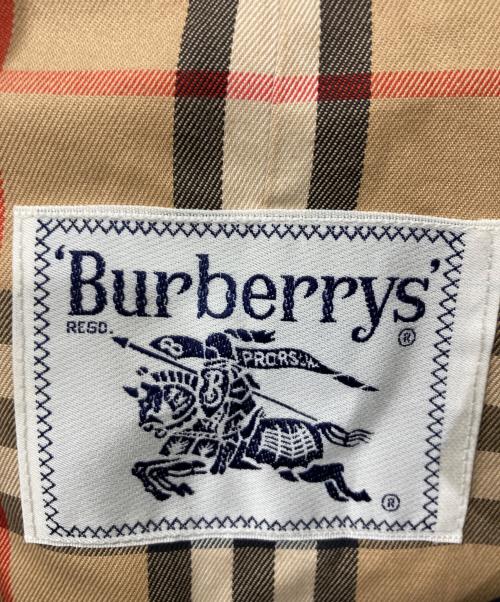 'Burberrys'
REGD. ®
B PRORSUM
B
®